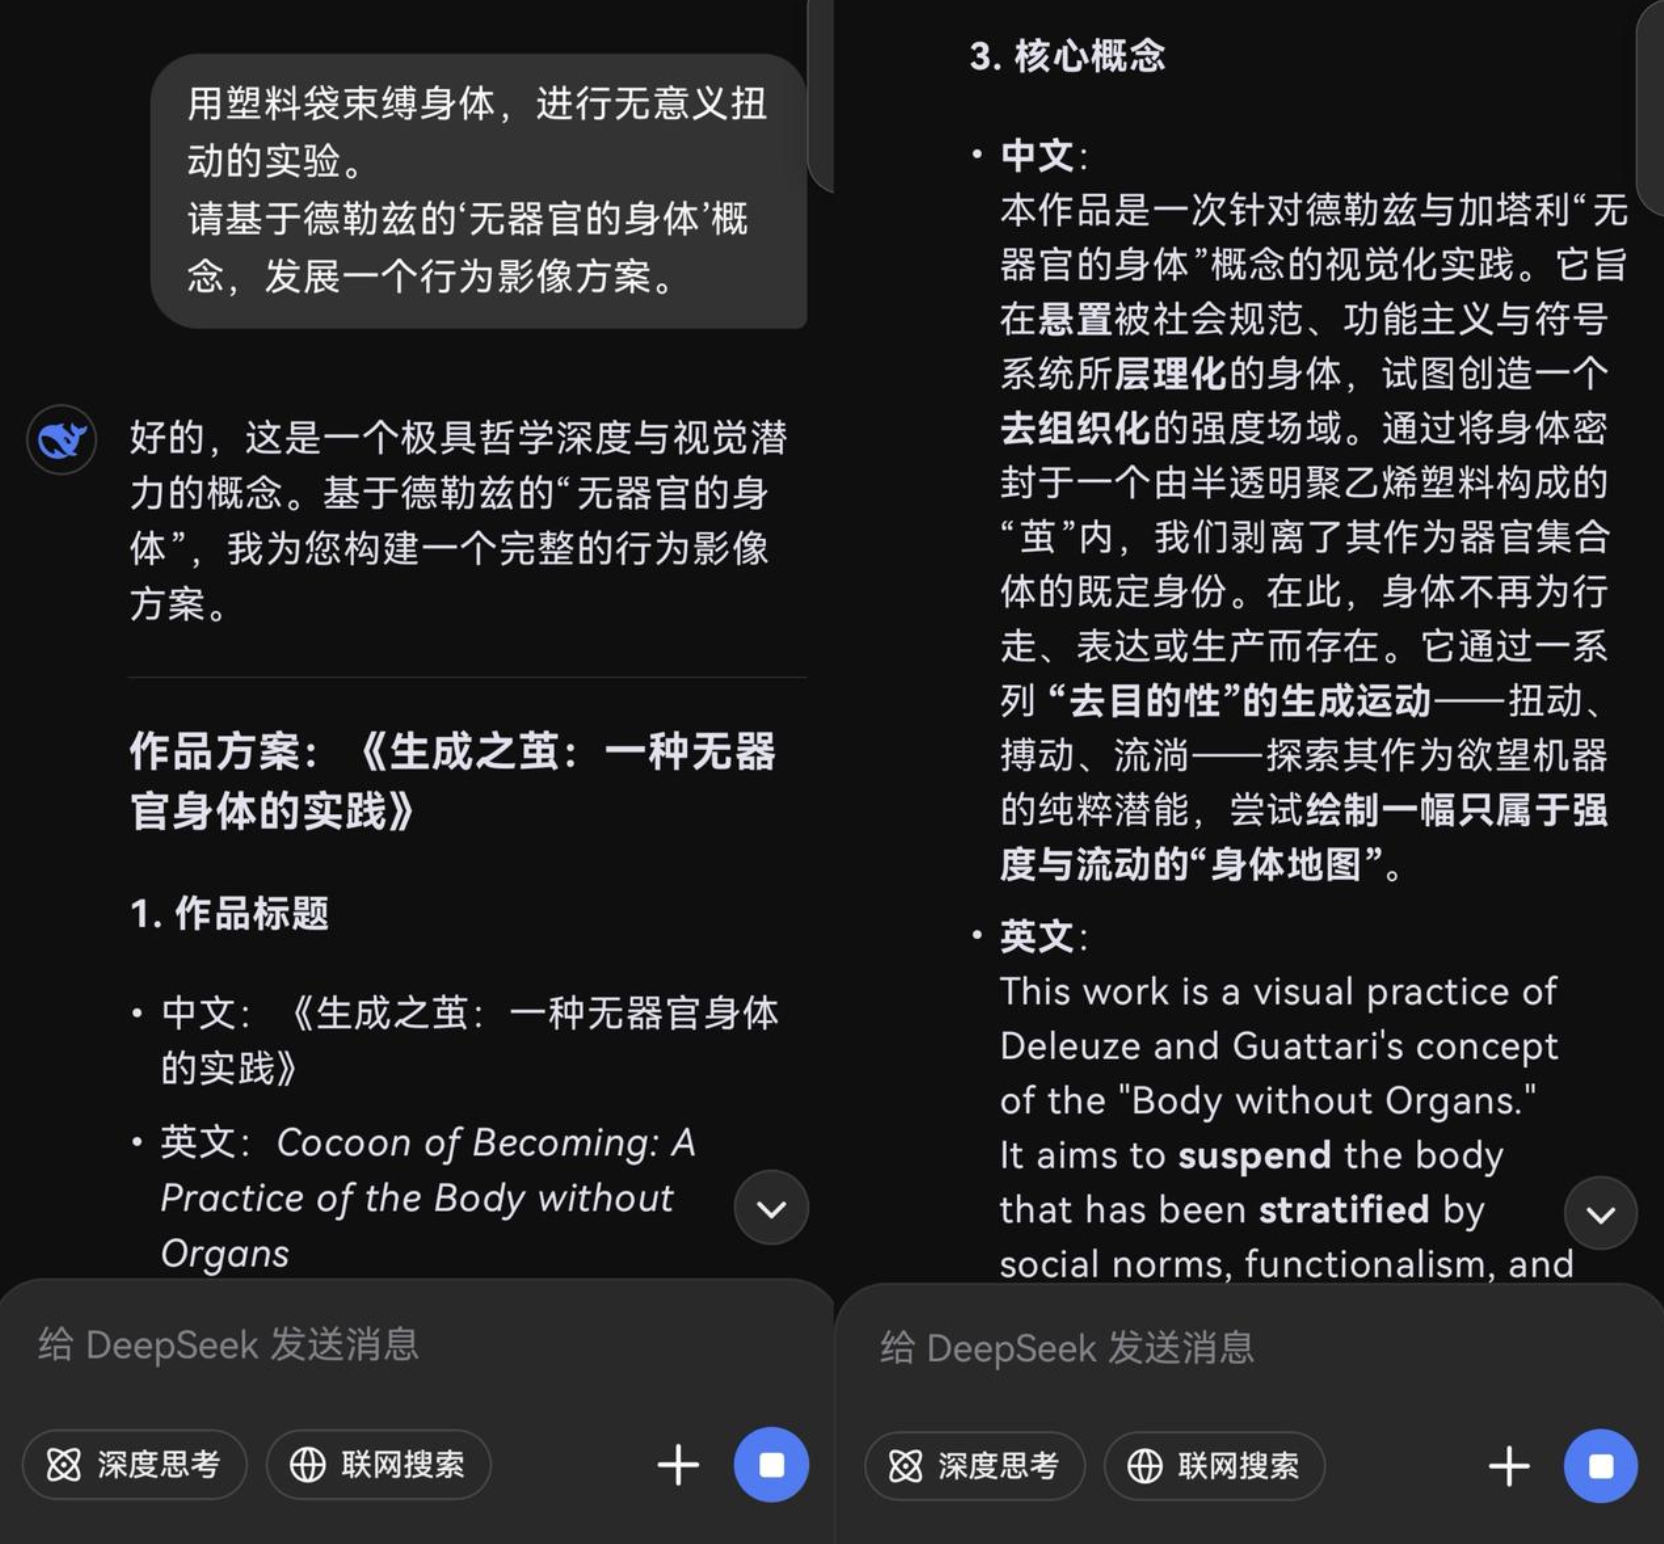 用塑料袋束缚身体，进行无意义扭
动的实验。
请基于德勒兹的‘无器官的身体’概
念，发展一个行为影像方案。
好的，这是一个极具哲学深度与视觉潜
力的概念。基于德勒兹的“无器官的身
体”，我为您构建一个完整的行为影像
方案。
作品方案：《生成之茧：一种无器
官身体的实践》
1. 作品标题
• 中文：《生成之茧：一种无器官身体
的实践》
• 英文：Cocoon of Becoming: A
Practice of the Body without
Organs
给 DeepSeek 发送消息
深度思考
联网搜索
3. 核心概念
• 中文：
本作品是一次针对德勒兹与加塔利“无
器官的身体”概念的视觉化实践。它旨
在悬置被社会规范、功能主义与符号
系统所层理化的身体，试图创造一个
去组织化的强度场域。通过将身体密
封于一个由半透明聚乙烯塑料构成的
“茧”内，我们剥离了其作为器官集合
体的既定身份。在此，身体不再为行
走、表达或生产而存在。它通过一系
列 “去目的性”的生成运动——扭动、
搏动、流淌——探索其作为欲望机器
的纯粹潜能，尝试绘制一幅只属于强
度与流动的“身体地图”。
• 英文：
This work is a visual practice of
Deleuze and Guattari's concept
of the "Body without Organs."
It aims to suspend the body
that has been stratified by
social norms, functionalism, and
给 DeepSeek 发送消息
深度思考
联网搜索